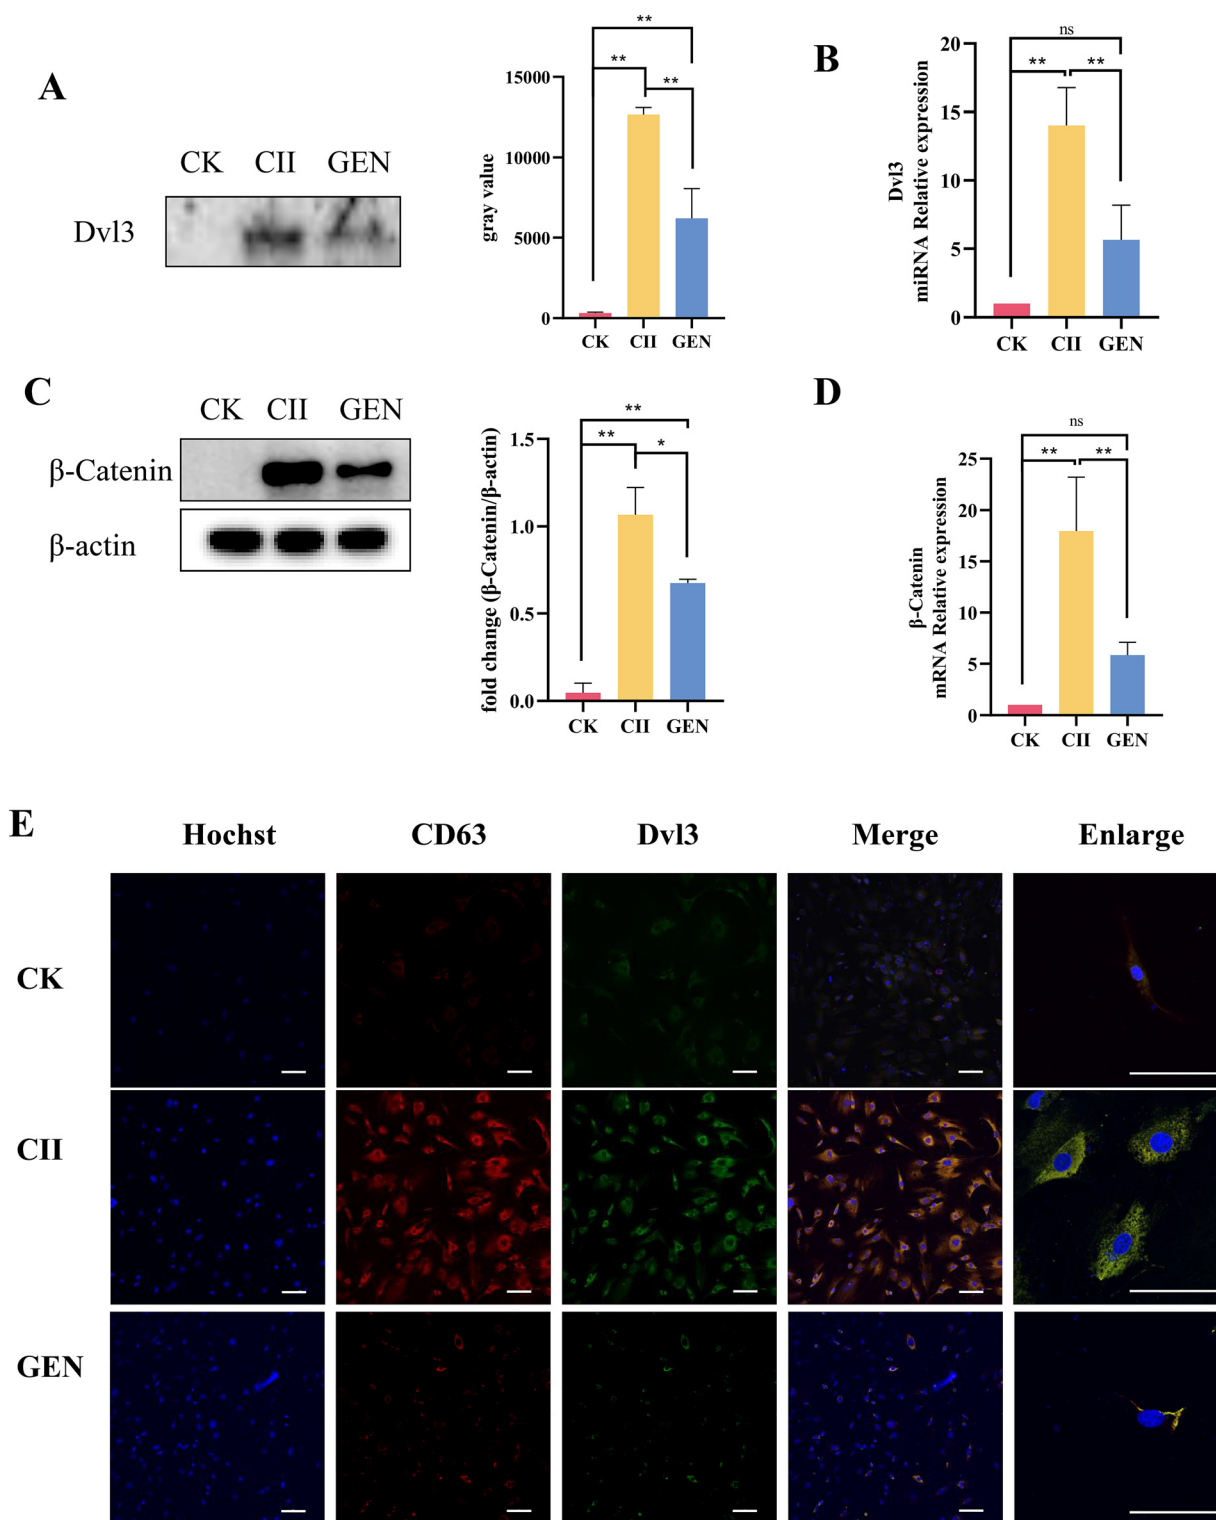 A
CK CII GEN
Dvl3
**
**
**
15000
10000
5000
0
gray value
CK CII GEN
B
ns
**
**
20
15
10
5
0
Dvl3
miRNA Relative expression
CK CII GEN
C
CK CII GEN
β-Catenin
β-actin
**
**
*
1.5
1.0
0.5
0.0
fold change (β-Catenin/β-actin)
CK CII GEN
D
ns
**
**
25
20
15
10
5
0
β-Catenin
mRNA Relative expression
CK CII GEN
E
Hochst CD63 Dvl3 Merge Enlarge
CK
CII
GEN